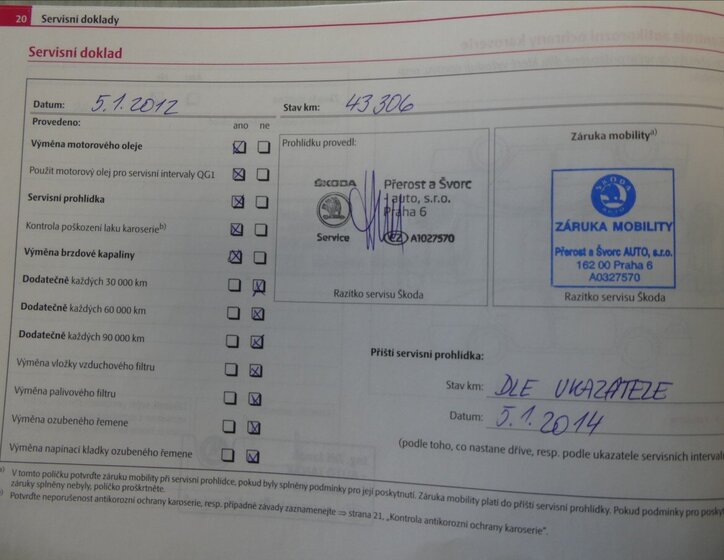 20 Servisní doklady
Servisní doklad
Datum: 5.1.2012 Stav km: 43 306
Provedeno: ano ne
Výměna motorového oleje
Použit motorový olej pro servisní intervaly QG1
Servisní prohlídka
Kontrola poškození laku karoserie b)
Výměna brzdové kapaliny
Dodatečně každých 30 000 km
Dodatečně každých 60 000 km
Dodatečně každých 90 000 km
Výměna vložky vzduchového filtru
Výměna palivového filtru
Výměna ozubeného řemene
Výměna napínací kladky ozubeného řemene
Prohlídku provedl:
ŠKODA
Service
Přerost a Švorc
auto, s.r.o.
Praha 6
CZ A1027570
Razítko servisu Škoda
Záruka mobility a)
ŠKODA
AUTO
ZÁRUKA MOBILITY
Přerost a Švorc AUTO, s.r.o.
162 00 Praha 6
A0327570
Razítko servisu Škoda
Příští servisní prohlídka:
Stav km: DLE UKAZATELE
Datum: 5.1.2014
(podle toho, co nastane dříve, resp. podle ukazatele servisních interval
a) V tomto políčku potvrďte záruku mobility při servisní prohlídce, pokud byly splněny podmínky pro její poskytnutí. Záruka mobility platí do příští servisní prohlídky. Pokud podmínky pro poskyt
záruky splněny nebyly, políčko proškrtněte.
Potvrďte neporušenost antikorozní ochrany karoserie, resp. případné závady zaznamenejte ⇒ strana 21, „Kontrola antikorozní ochrany karoserie".